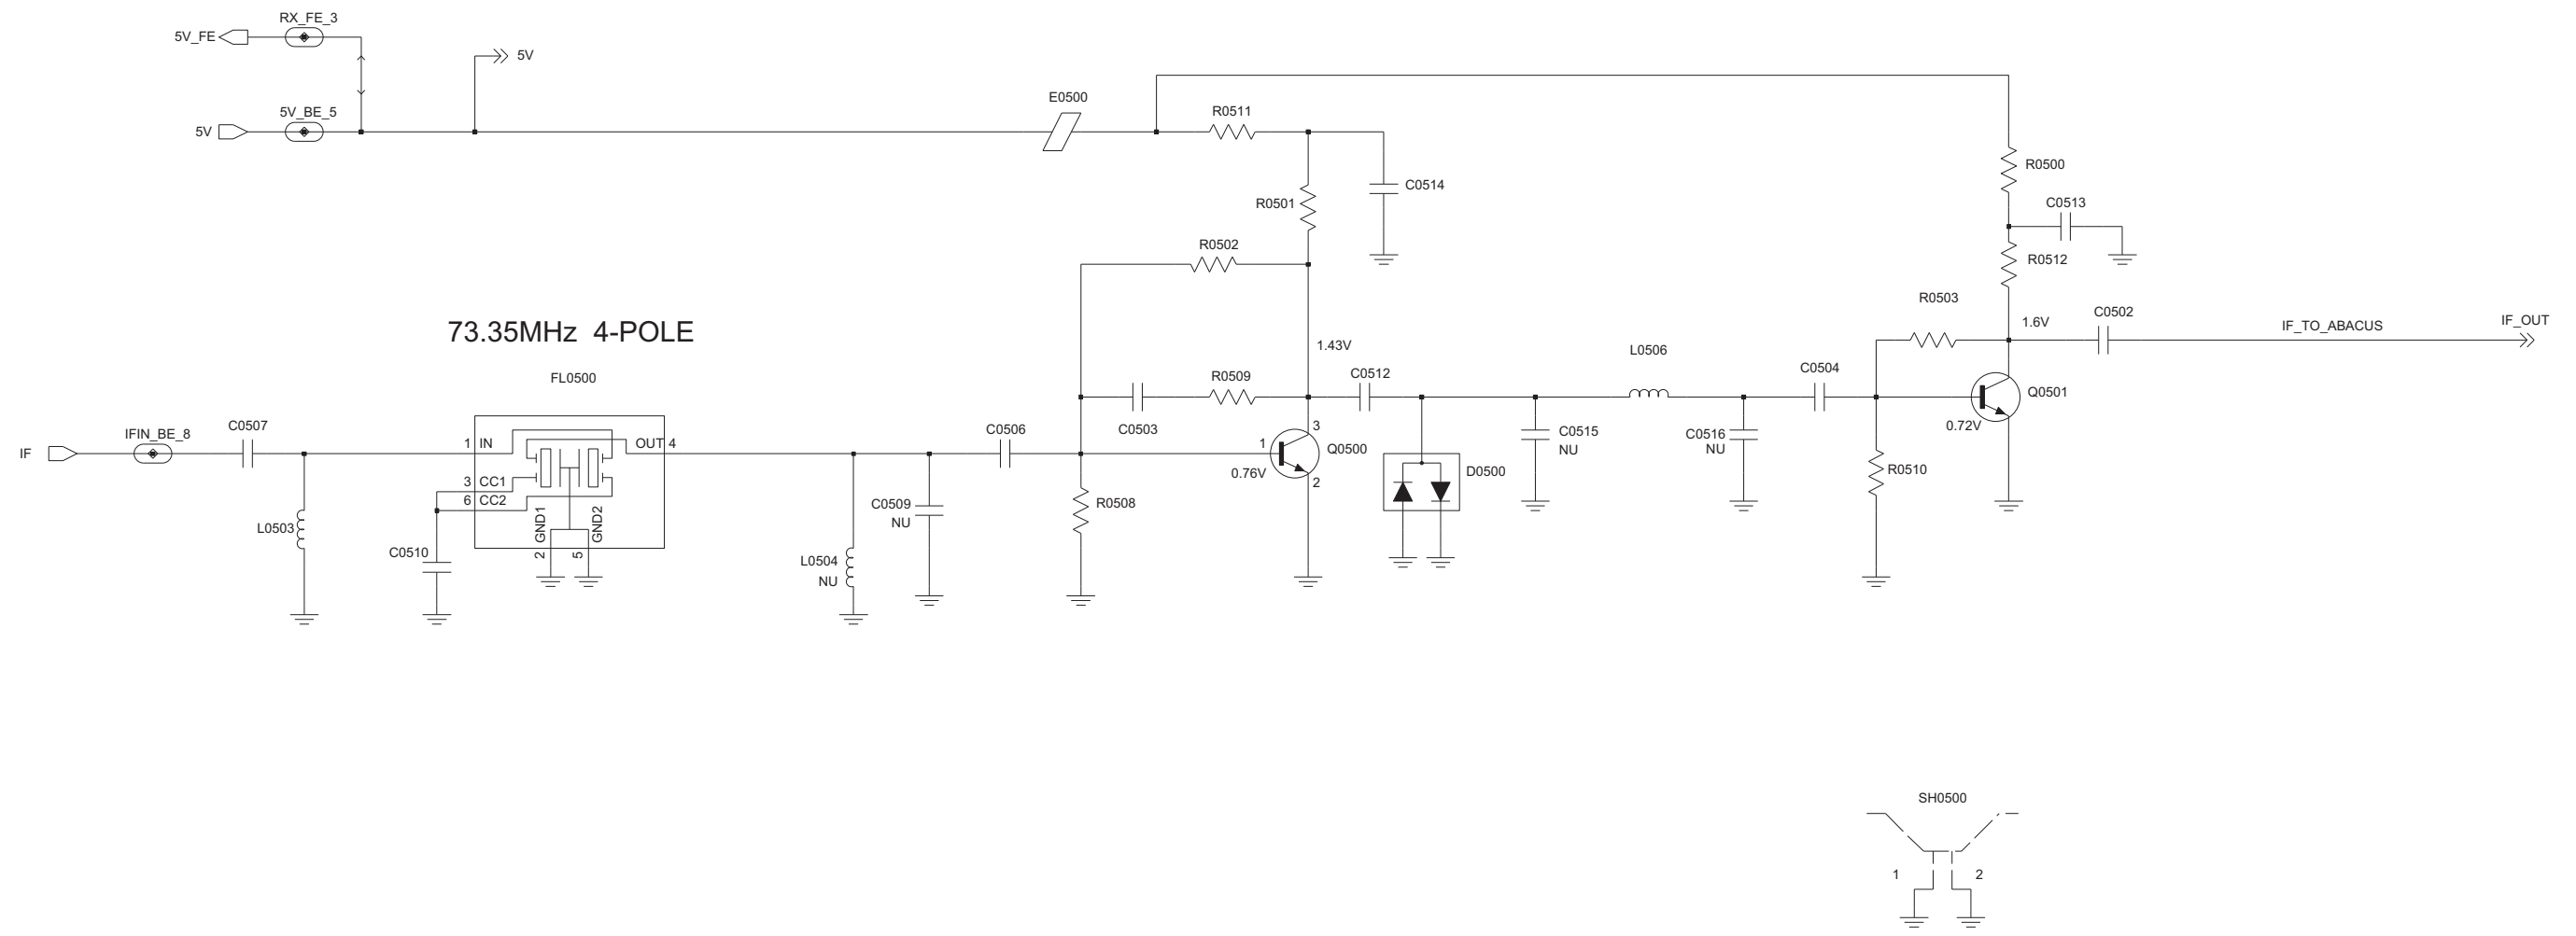 RX_FE_3
5V_FE
5V
5V_BE_5
5V
E0500
R0511
R0500
C0514
R0501
C0513
R0502
R0512
R0503
73.35MHz 4-POLE
1.6V
C0502
IF_TO_ABACUS
IF_OUT
1.43V
L0506
FL0500
R0509
C0512
C0504
Q0501
C0507
IFIN_BE_8
C0506
C0503
3
0.72V
C0515
NU
C0516
NU
1 IN
OUT 4
IF
1
Q0500
0.76V
2
D0500
R0510
3 CC1
6 CC2
C0509
NU
R0508
L0503
GND1
GND2
C0510
2
5
L0504
NU
SH0500
1
2